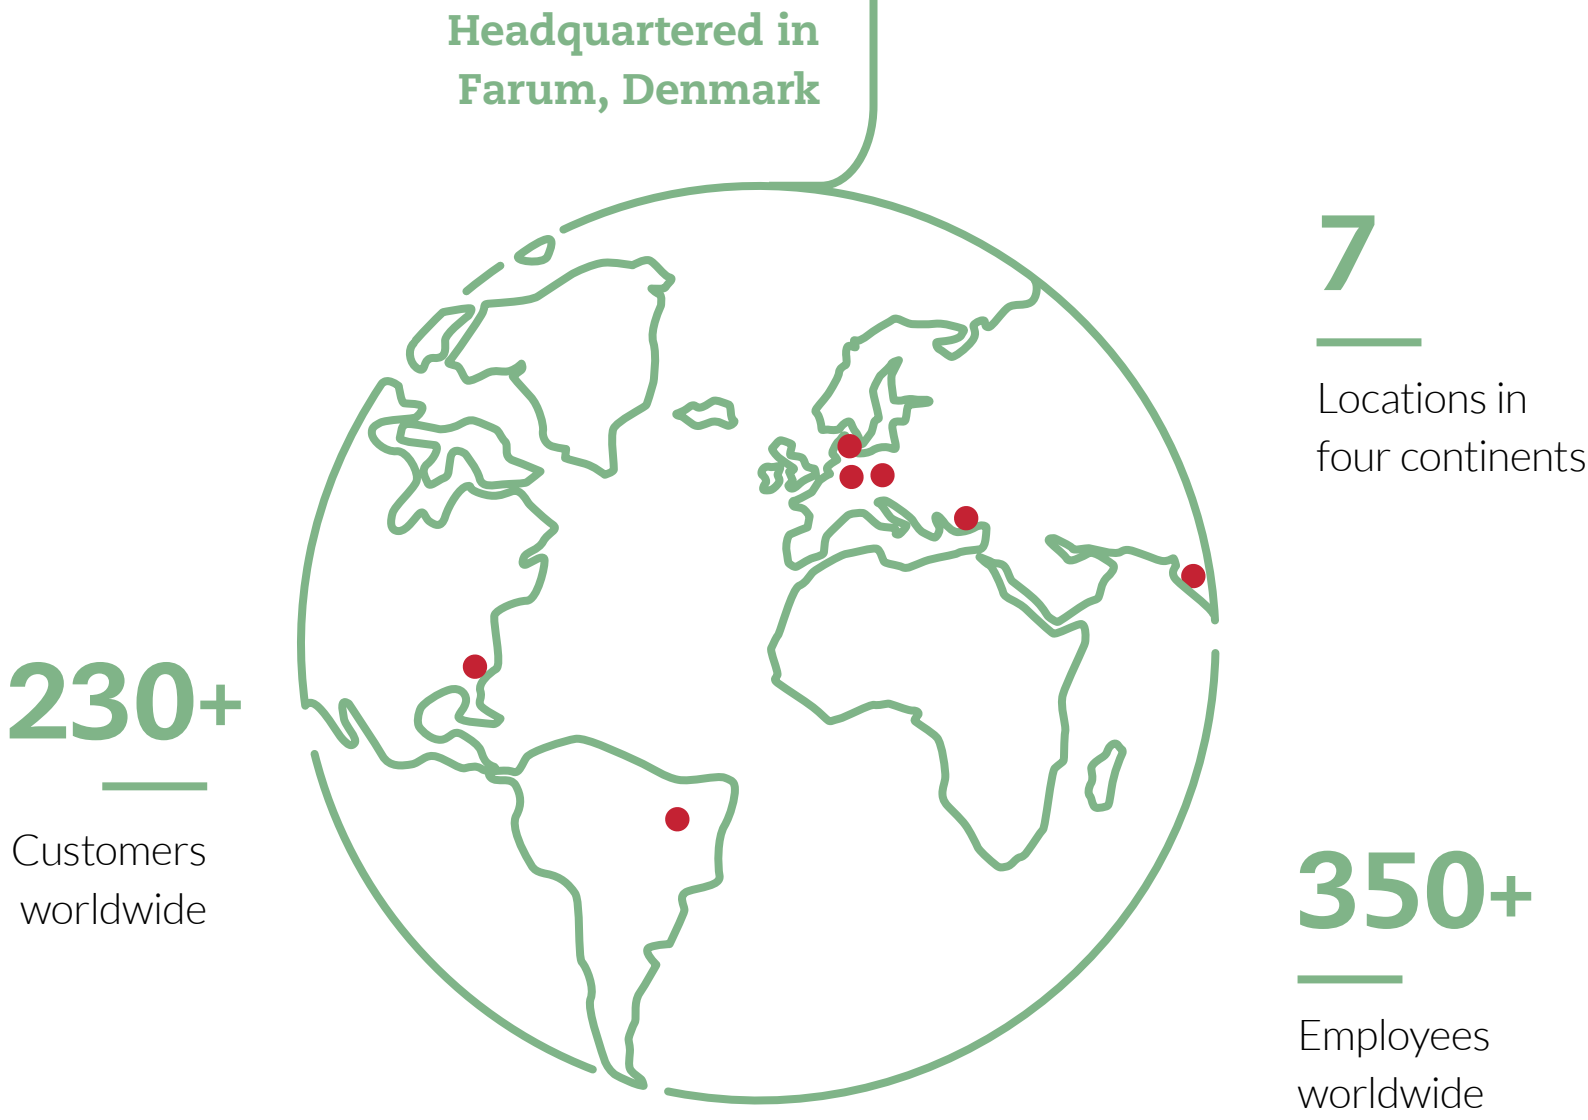 Headquartered in
Farum, Denmark
7
Locations in
four continents
230+
Customers
worldwide
350+
Employees
worldwide